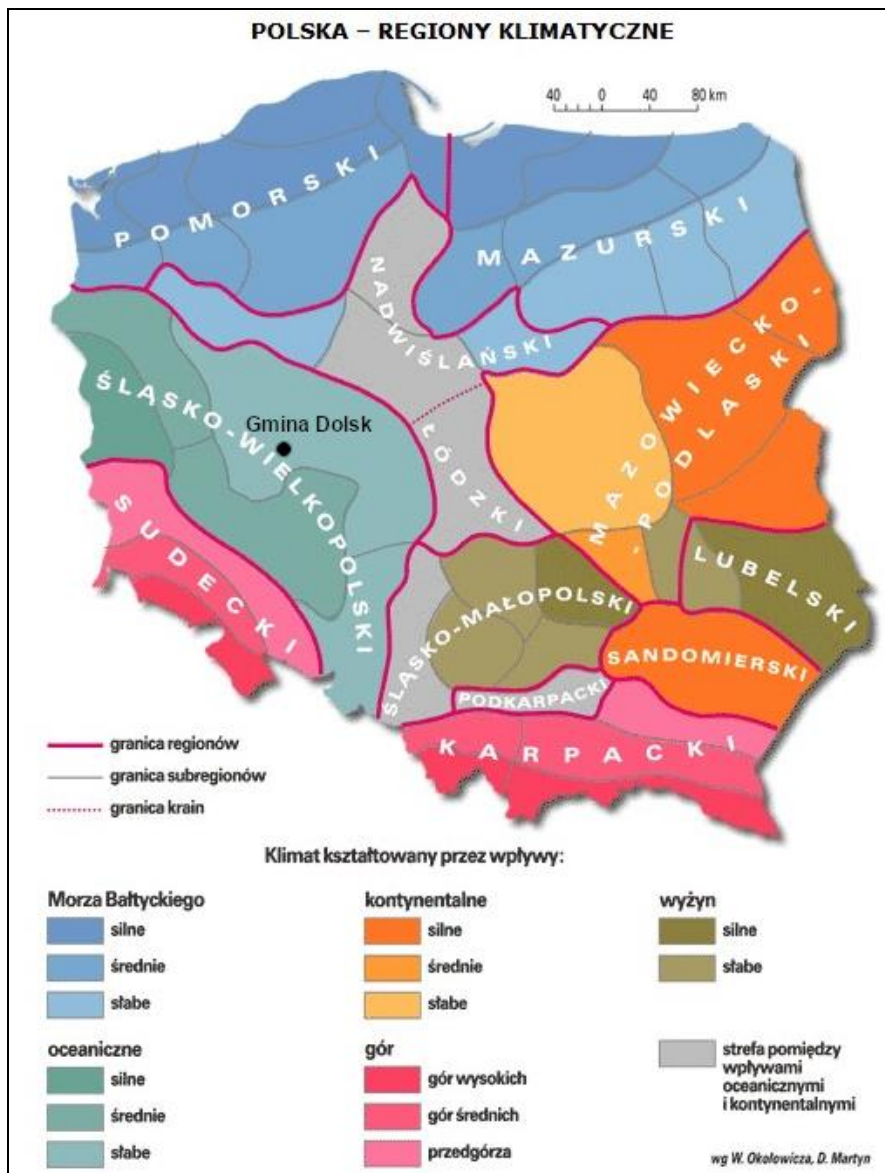 POLSKA – REGIONY KLIMATYCZNE
40 0 40 80 km
POMORSKI
MAZURSKI
NADWIŚLAŃSKI
MAZOWIECKO-
-PODLASKI
ŚLĄSKO-WIELKOPOLSKI
Gmina Dolsk
ŁÓDZKI
SUDECKI
LUBELSKI
ŚLĄSKO-MAŁOPOLSKI
SANDOMIERSKI
PODKARPACKI
KARPACKI
granica regionów
granica subregionów
granica krain
Klimat kształtowany przez wpływy:
Morza Bałtyckiego
silne
średnie
słabe
kontynentalne
silne
średnie
słabe
wyżyn
silne
słabe
oceaniczne
silne
średnie
słabe
gór
gór wysokich
gór średnich
przedgórza
strefa pomiędzy
wpływami
oceanicznymi
i kontynentalnymi
wg W. Okołowicza, D. Martyn